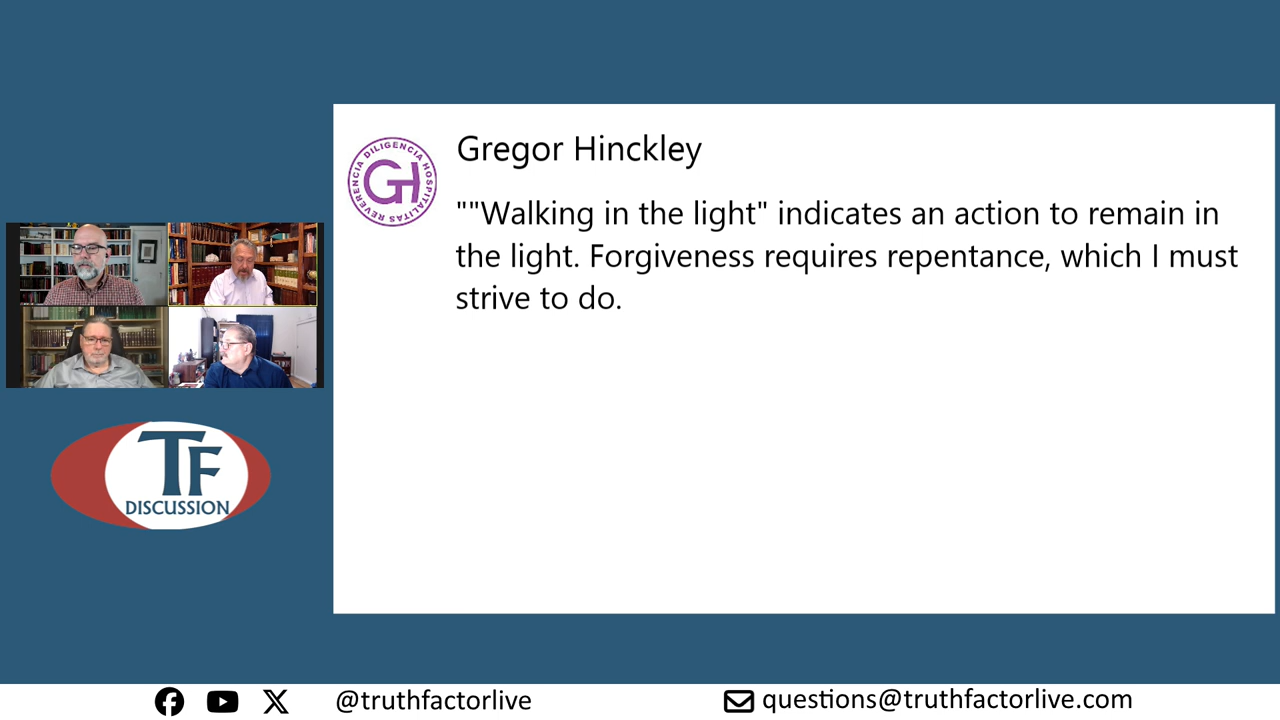 Gregor Hinckley
REVERENCIA DILIGENCIA HOSPITALITAS
GH
""Walking in the light" indicates an action to remain in
the light. Forgiveness requires repentance, which I must
strive to do.
TF
DISCUSSION
@truthfactorlive
questions@truthfactorlive.com